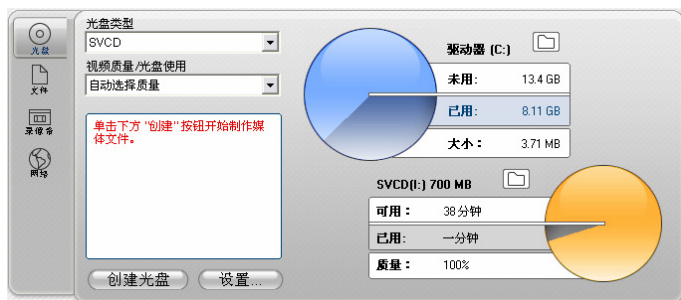 光盘
文件
录像带
网络
光盘类型
SVCD
视频质量/光盘使用
自动选择质量
单击下方 "创建" 按钮开始制作媒
体文件。
创建光盘
设置...
驱动器 (C:)
未用: 13.4 GB
已用: 8.11 GB
大小: 3.71 MB
SVCD(I:) 700 MB
可用: 38分钟
已用: 一分钟
质量: 100%